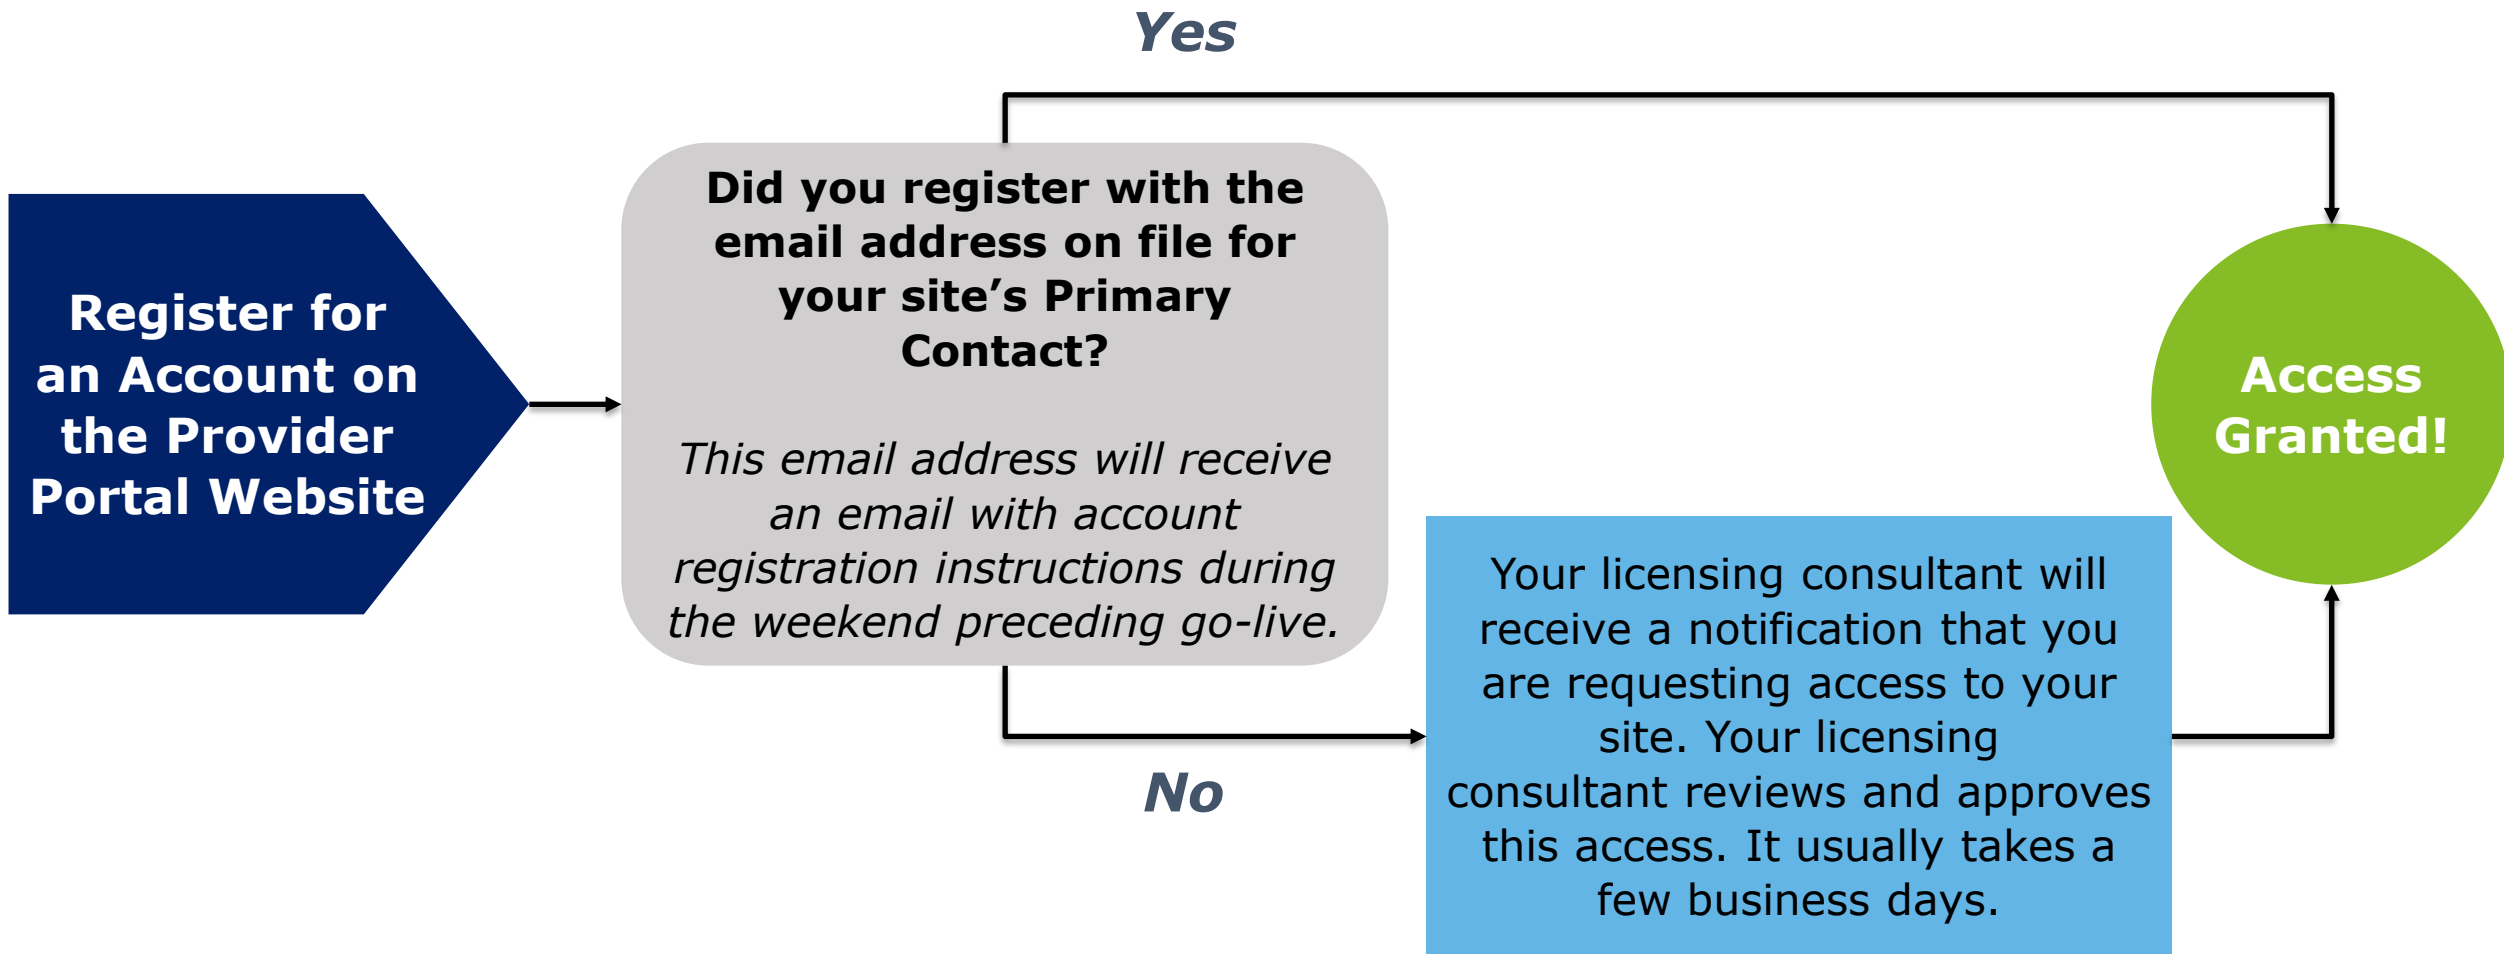 Yes
Register for
an Account on
the Provider
Portal Website
Did you register with the
email address on file for
your site’s Primary
Contact?
This email address will receive
an email with account
registration instructions during
the weekend preceding go-live.
No
Your licensing consultant will
receive a notification that you
are requesting access to your
site. Your licensing
consultant reviews and approves
this access. It usually takes a
few business days.
Access
Granted!